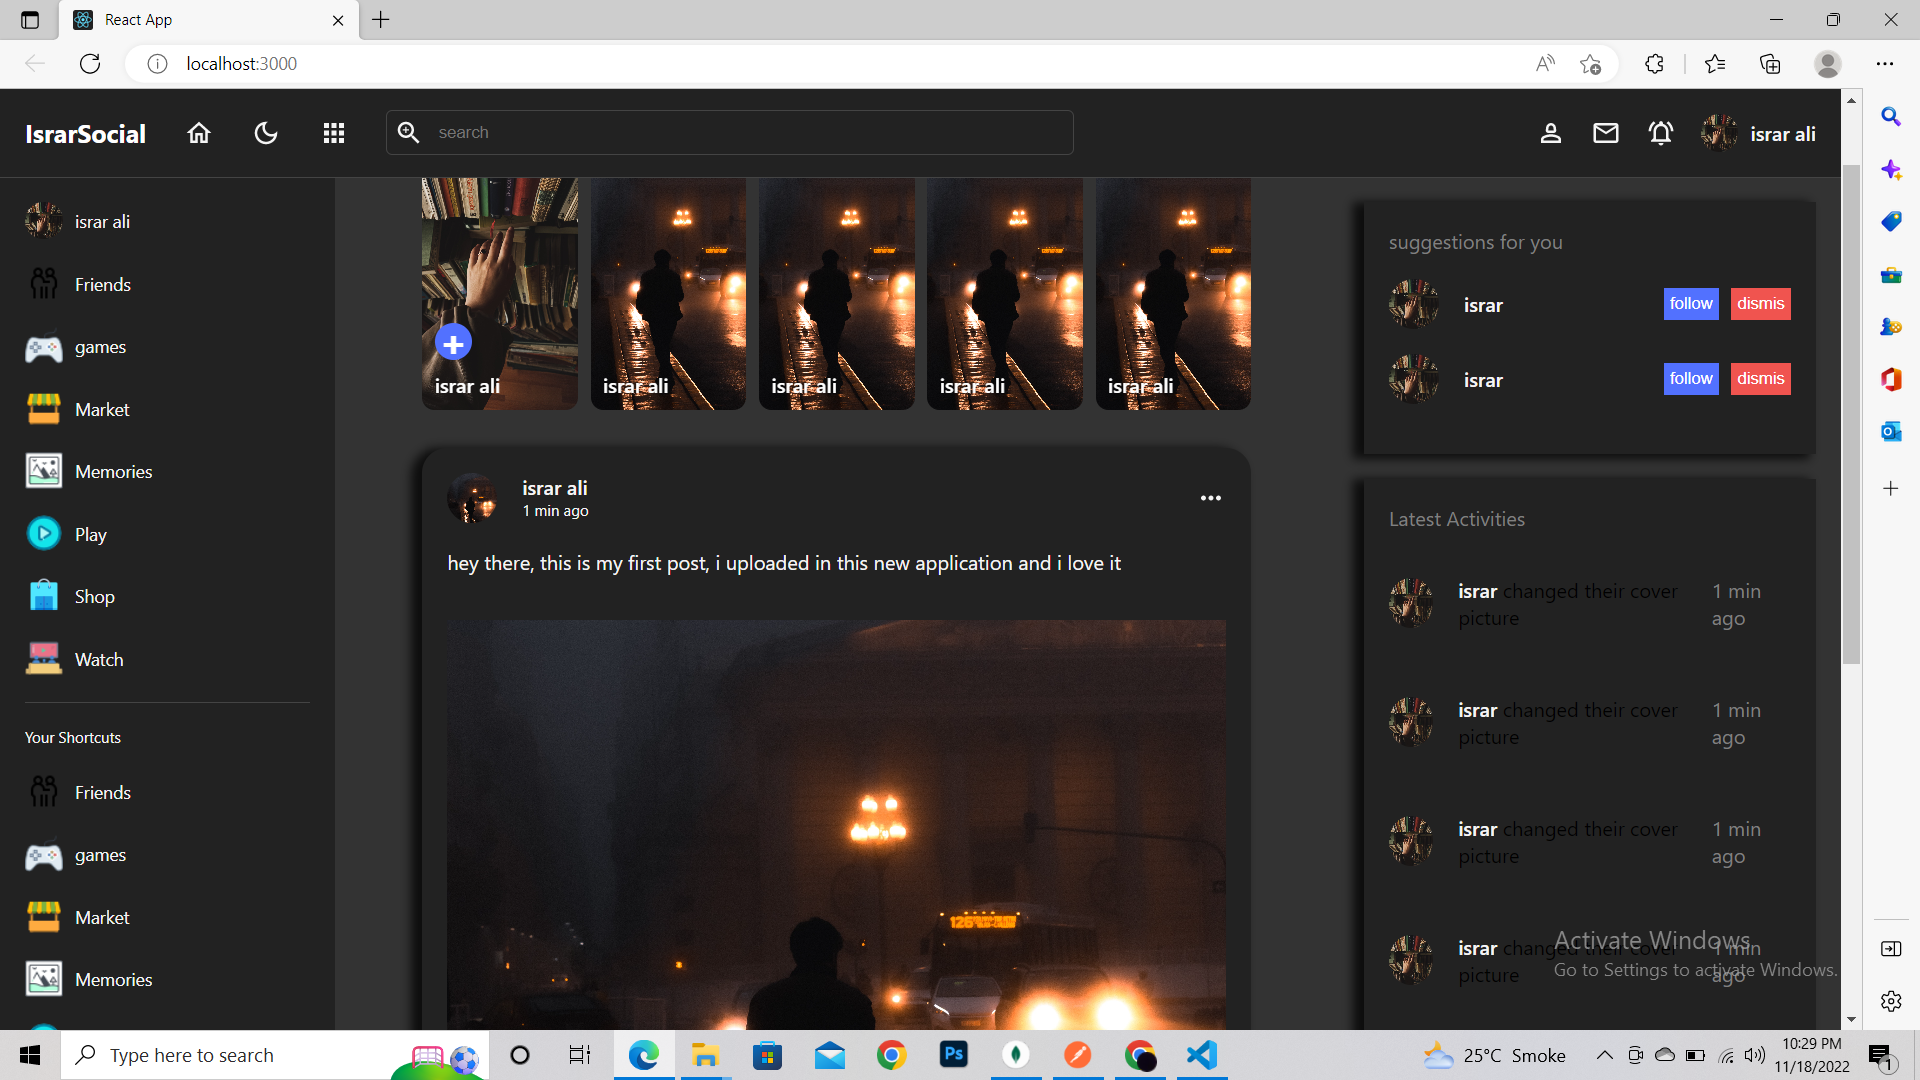 React App
localhost:3000
IsrarSocial
search
israr ali
israr ali
Friends
games
Market
Memories
Play
Shop
Watch
Your Shortcuts
Friends
games
Market
Memories
israr ali
israr ali
israr ali
israr ali
israr ali
israr ali
1 min ago
hey there, this is my first post, i uploaded in this new application and i love it
suggestions for you
israr follow dismis
israr follow dismis
Latest Activities
israr changed their cover 1 min
picture ago
israr changed their cover 1 min
picture ago
israr changed their cover 1 min
picture ago
israr changed their cover 1 min
picture ago
Activate Windows
Go to Settings to activate Windows.
Type here to search
Ps
25°C Smoke
10:29 PM
11/18/2022
1